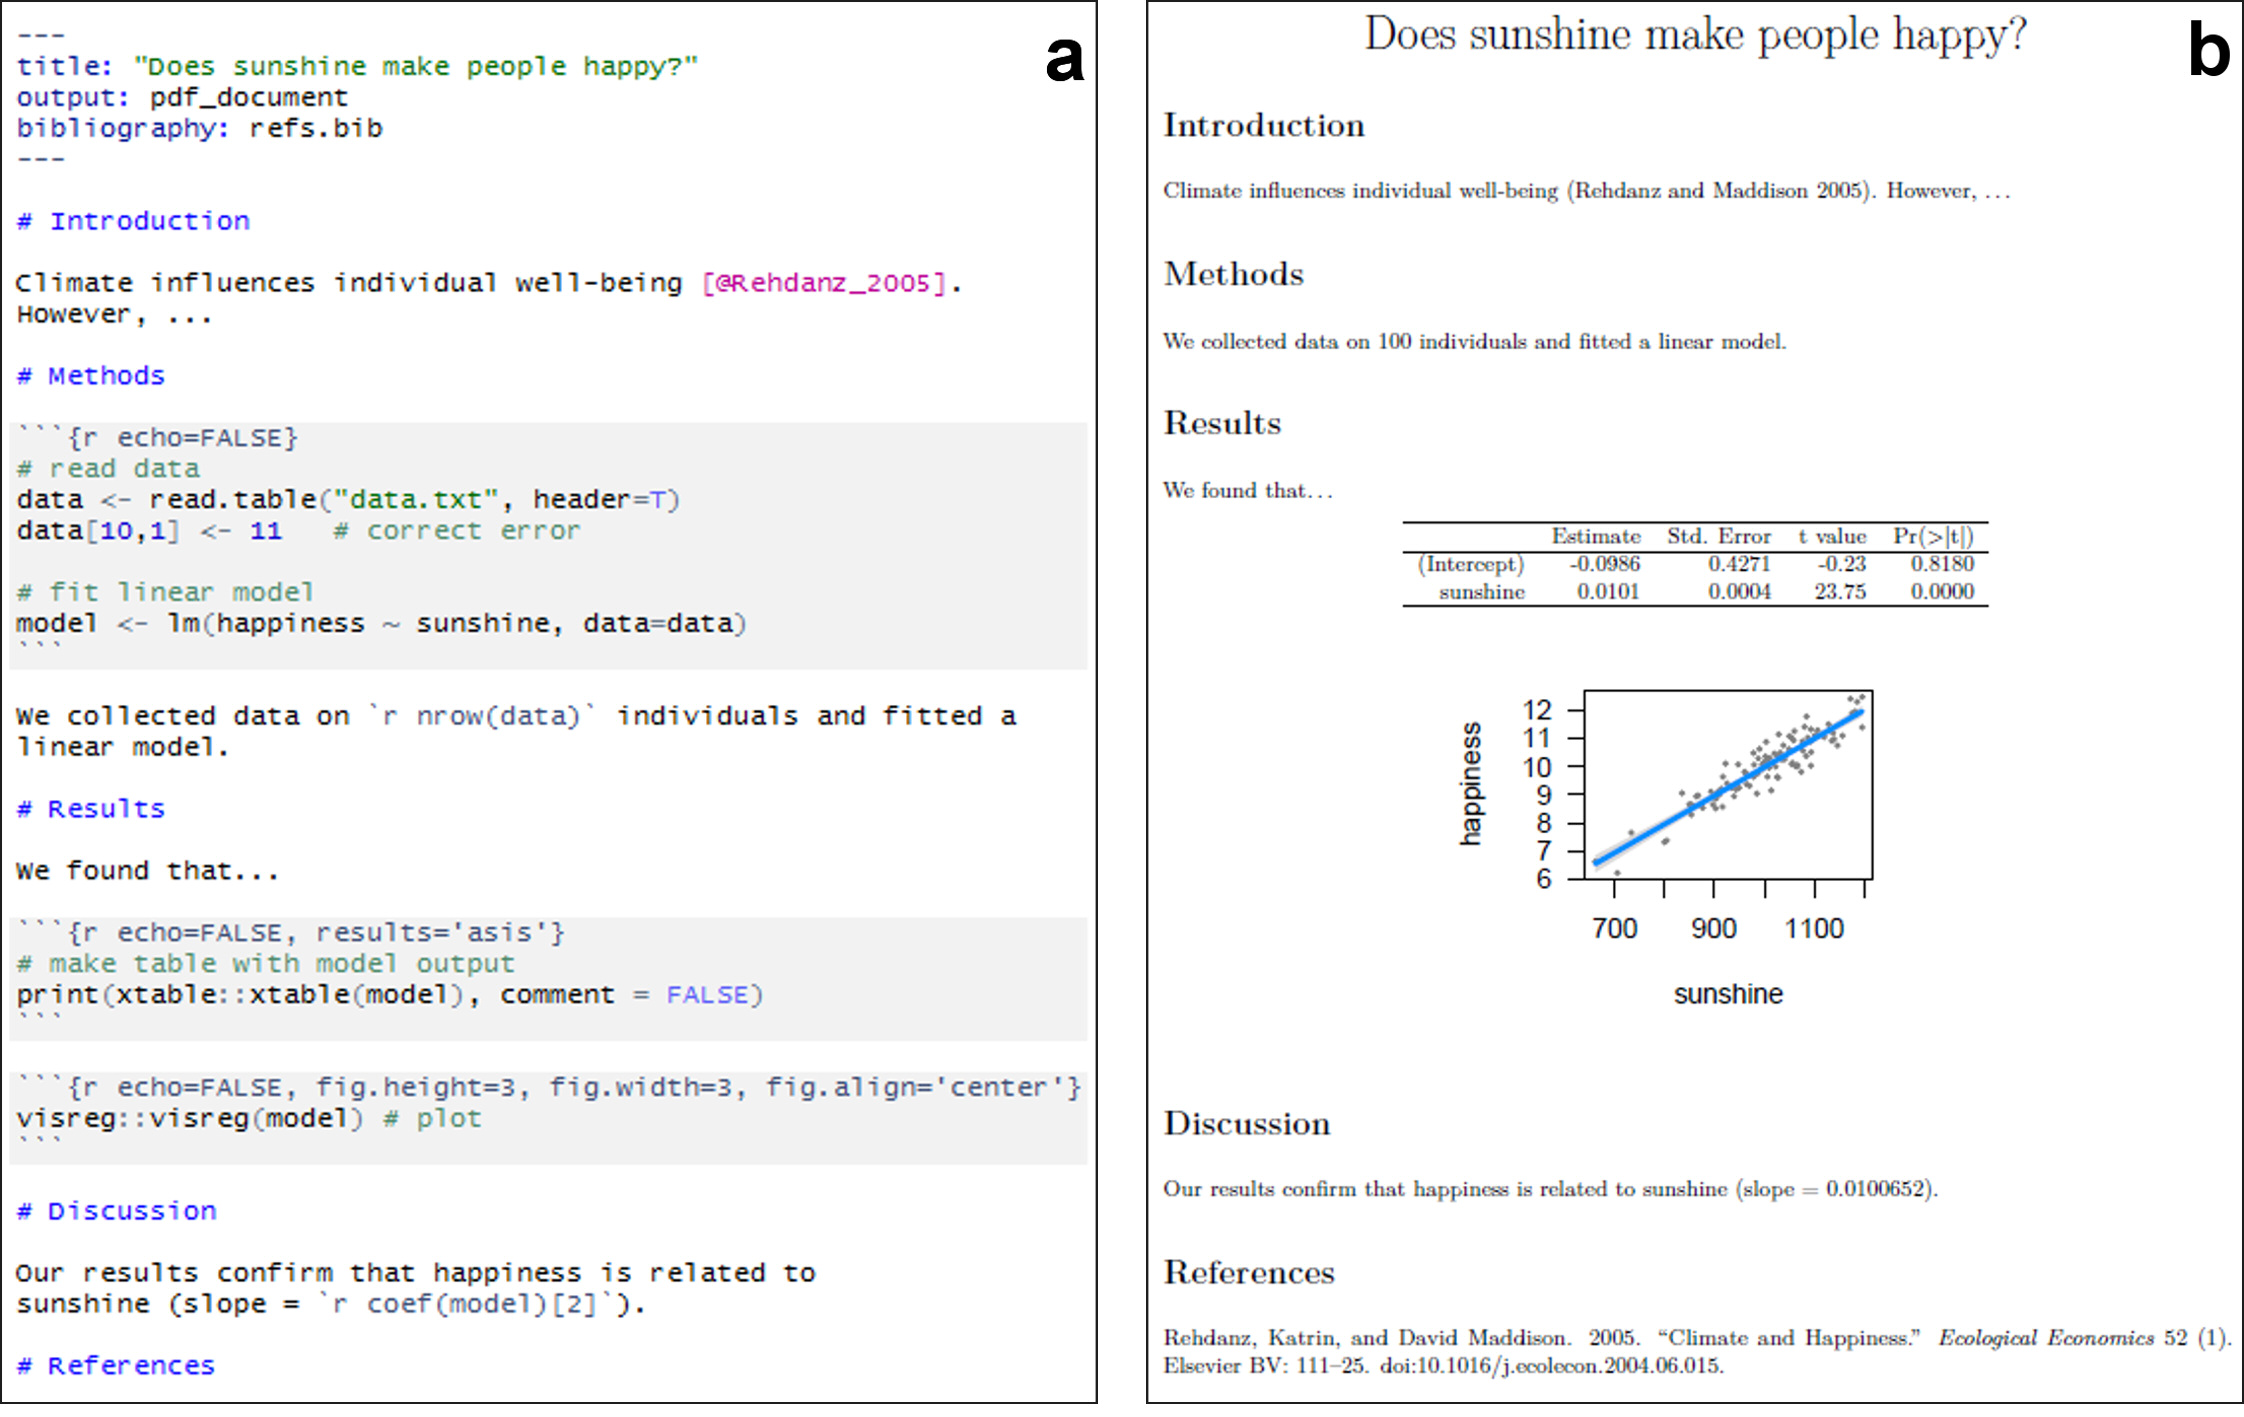 a
---
title: "Does sunshine make people happy?"
output: pdf_document
bibliography: refs.bib
---
# Introduction
Climate influences individual well-being [@Rehdanz_2005].
However, ...
# Methods
```{r echo=FALSE}
# read data
data <- read.table("data.txt", header=T)
data[10,1] <- 11   # correct error
# fit linear model
model <- lm(happiness ~ sunshine, data=data)
```
We collected data on `r nrow(data)` individuals and fitted a
linear model.
# Results
We found that...
```{r echo=FALSE, results='asis'}
# make table with model output
print(xtable::xtable(model), comment = FALSE)
```
```{r echo=FALSE, fig.height=3, fig.width=3, fig.align='center'}
visreg::visreg(model) # plot
```
# Discussion
Our results confirm that happiness is related to
sunshine (slope = `r coef(model)[2]`).
# References
b
Does sunshine make people happy?
Introduction
Climate influences individual well-being (Rehdanz and Maddison 2005). However, ...
Methods
We collected data on 100 individuals and fitted a linear model.
Results
We found that...
Estimate Std. Error t value Pr(>|t|)
(Intercept) -0.0986 0.4271 -0.23 0.8180
sunshine 0.0101 0.0004 23.75 0.0000
happiness
12
11
10
9
8
7
6
700 900 1100
sunshine
Discussion
Our results confirm that happiness is related to sunshine (slope = 0.0100652).
References
Rehdanz, Katrin, and David Maddison. 2005. “Climate and Happiness.” Ecological Economics 52 (1).
Elsevier BV: 111–25. doi:10.1016/j.ecolecon.2004.06.015.